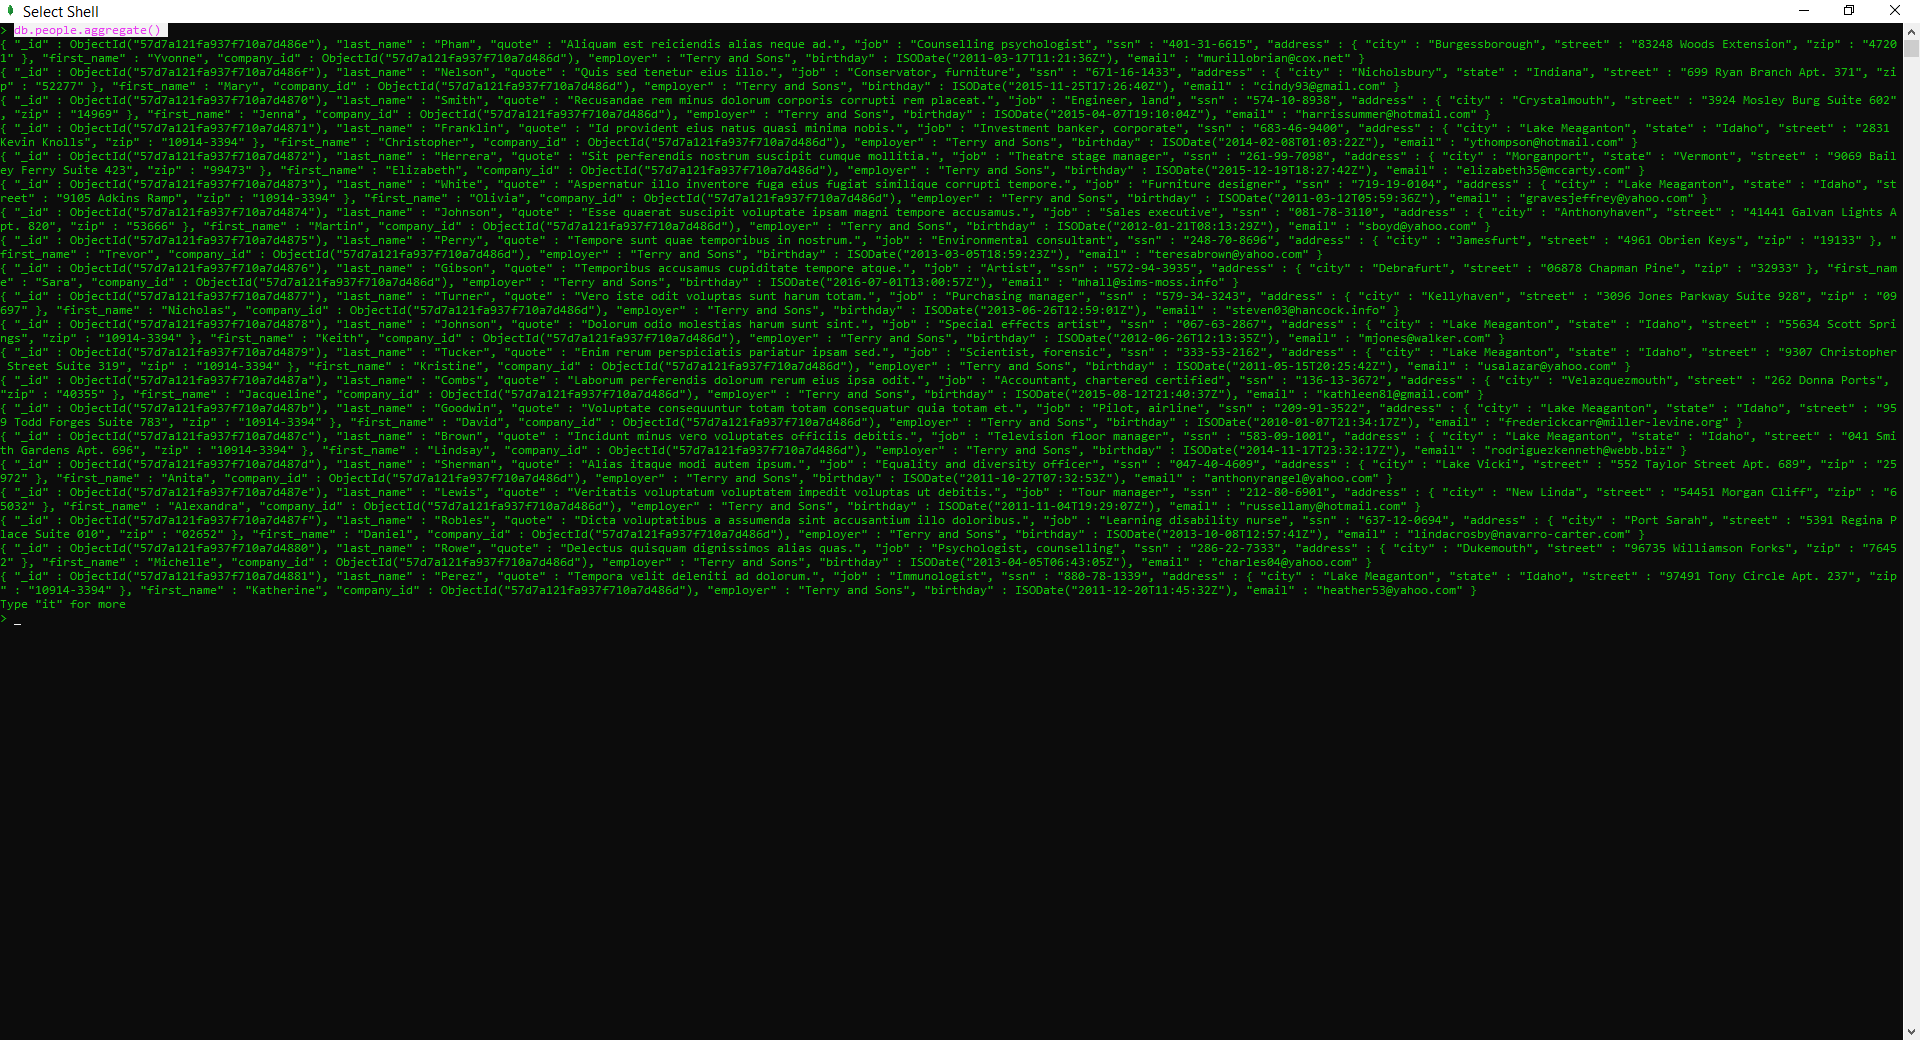 Select Shell
> db.people.aggregate()
{ "_id" : ObjectId("57d7a121fa937f710a7d486e"), "last_name" : "Pham", "quote" : "Aliquam est reiciendis alias neque ad.", "job" : "Counselling psychologist", "ssn" : "401-31-6615", "address" : { "city" : "Burgessborough", "street" : "83248 Woods Extension", "zip" : "4720
1" }, "first_name" : "Yvonne", "company_id" : ObjectId("57d7a121fa937f710a7d486d"), "employer" : "Terry and Sons", "birthday" : ISODate("2011-03-17T11:21:36Z"), "email" : "murillobrian@cox.net" }
{ "_id" : ObjectId("57d7a121fa937f710a7d486f"), "last_name" : "Nelson", "quote" : "Quis sed tenetur eius illo.", "job" : "Conservator, furniture", "ssn" : "671-16-1433", "address" : { "city" : "Nicholsbury", "state" : "Indiana", "street" : "699 Ryan Branch Apt. 371", "zi
p" : "52277" }, "first_name" : "Mary", "company_id" : ObjectId("57d7a121fa937f710a7d486d"), "employer" : "Terry and Sons", "birthday" : ISODate("2015-11-25T17:26:40Z"), "email" : "cindy93@gmail.com" }
{ "_id" : ObjectId("57d7a121fa937f710a7d4870"), "last_name" : "Smith", "quote" : "Recusandae rem minus dolorum corporis corrupti rem placeat.", "job" : "Engineer, land", "ssn" : "574-10-8938", "address" : { "city" : "Crystalmouth", "street" : "3924 Mosley Burg Suite 602"
, "zip" : "14969" }, "first_name" : "Jenna", "company_id" : ObjectId("57d7a121fa937f710a7d486d"), "employer" : "Terry and Sons", "birthday" : ISODate("2015-04-07T19:10:04Z"), "email" : "harrissummer@hotmail.com" }
{ "_id" : ObjectId("57d7a121fa937f710a7d4871"), "last_name" : "Franklin", "quote" : "Id provident eius natus quasi minima nobis.", "job" : "Investment banker, corporate", "ssn" : "683-46-9400", "address" : { "city" : "Lake Meaganton", "state" : "Idaho", "street" : "2831 
Kevin Knolls", "zip" : "10914-3394" }, "first_name" : "Christopher", "company_id" : ObjectId("57d7a121fa937f710a7d486d"), "employer" : "Terry and Sons", "birthday" : ISODate("2014-02-08T01:03:22Z"), "email" : "ythompson@hotmail.com" }
{ "_id" : ObjectId("57d7a121fa937f710a7d4872"), "last_name" : "Herrera", "quote" : "Sit perferendis nostrum suscipit cumque mollitia.", "job" : "Theatre stage manager", "ssn" : "261-99-7098", "address" : { "city" : "Morganport", "state" : "Vermont", "street" : "9069 Bail
ey Ferry Suite 423", "zip" : "99473" }, "first_name" : "Elizabeth", "company_id" : ObjectId("57d7a121fa937f710a7d486d"), "employer" : "Terry and Sons", "birthday" : ISODate("2015-12-19T18:27:42Z"), "email" : "elizabeth35@mccarty.com" }
{ "_id" : ObjectId("57d7a121fa937f710a7d4873"), "last_name" : "White", "quote" : "Aspernatur illo inventore fuga eius fugiat similique corrupti tempore.", "job" : "Furniture designer", "ssn" : "719-19-0104", "address" : { "city" : "Lake Meaganton", "state" : "Idaho", "st
reet" : "9105 Adkins Ramp", "zip" : "10914-3394" }, "first_name" : "Olivia", "company_id" : ObjectId("57d7a121fa937f710a7d486d"), "employer" : "Terry and Sons", "birthday" : ISODate("2011-03-12T05:59:36Z"), "email" : "gravesjeffrey@yahoo.com" }
{ "_id" : ObjectId("57d7a121fa937f710a7d4874"), "last_name" : "Johnson", "quote" : "Esse quaerat suscipit voluptate ipsam magni tempore accusamus.", "job" : "Sales executive", "ssn" : "081-78-3110", "address" : { "city" : "Anthonyhaven", "street" : "41441 Galvan Lights A
pt. 820", "zip" : "53666" }, "first_name" : "Martin", "company_id" : ObjectId("57d7a121fa937f710a7d486d"), "employer" : "Terry and Sons", "birthday" : ISODate("2012-01-21T08:13:29Z"), "email" : "sboyd@yahoo.com" }
{ "_id" : ObjectId("57d7a121fa937f710a7d4875"), "last_name" : "Perry", "quote" : "Tempore sunt quae temporibus in nostrum.", "job" : "Environmental consultant", "ssn" : "248-70-8696", "address" : { "city" : "Jamesfurt", "street" : "4961 Obrien Keys", "zip" : "19133" }, "
first_name" : "Trevor", "company_id" : ObjectId("57d7a121fa937f710a7d486d"), "employer" : "Terry and Sons", "birthday" : ISODate("2013-03-05T18:59:23Z"), "email" : "teresabrown@yahoo.com" }
{ "_id" : ObjectId("57d7a121fa937f710a7d4876"), "last_name" : "Gibson", "quote" : "Temporibus accusamus cupiditate tempore atque.", "job" : "Artist", "ssn" : "572-94-3935", "address" : { "city" : "Debrafurt", "street" : "06878 Chapman Pine", "zip" : "32933" }, "first_nam
e" : "Sara", "company_id" : ObjectId("57d7a121fa937f710a7d486d"), "employer" : "Terry and Sons", "birthday" : ISODate("2016-07-01T13:00:57Z"), "email" : "mhall@sims-moss.info" }
{ "_id" : ObjectId("57d7a121fa937f710a7d4877"), "last_name" : "Turner", "quote" : "Vero iste odit voluptas sunt harum totam.", "job" : "Purchasing manager", "ssn" : "579-34-3243", "address" : { "city" : "Kellyhaven", "street" : "3096 Jones Parkway Suite 928", "zip" : "09
697" }, "first_name" : "Nicholas", "company_id" : ObjectId("57d7a121fa937f710a7d486d"), "employer" : "Terry and Sons", "birthday" : ISODate("2013-06-26T12:59:01Z"), "email" : "steven03@hancock.info" }
{ "_id" : ObjectId("57d7a121fa937f710a7d4878"), "last_name" : "Johnson", "quote" : "Dolorum odio molestias harum sunt sint.", "job" : "Special effects artist", "ssn" : "067-63-2867", "address" : { "city" : "Lake Meaganton", "state" : "Idaho", "street" : "55634 Scott Spri
ngs", "zip" : "10914-3394" }, "first_name" : "Keith", "company_id" : ObjectId("57d7a121fa937f710a7d486d"), "employer" : "Terry and Sons", "birthday" : ISODate("2012-06-26T12:13:35Z"), "email" : "mjones@walker.com" }
{ "_id" : ObjectId("57d7a121fa937f710a7d4879"), "last_name" : "Tucker", "quote" : "Enim rerum perspiciatis pariatur ipsam sed.", "job" : "Scientist, forensic", "ssn" : "333-53-2162", "address" : { "city" : "Lake Meaganton", "state" : "Idaho", "street" : "9307 Christopher
 Street Suite 319", "zip" : "10914-3394" }, "first_name" : "Kristine", "company_id" : ObjectId("57d7a121fa937f710a7d486d"), "employer" : "Terry and Sons", "birthday" : ISODate("2011-05-15T20:25:42Z"), "email" : "usalazar@yahoo.com" }
{ "_id" : ObjectId("57d7a121fa937f710a7d487a"), "last_name" : "Combs", "quote" : "Laborum perferendis dolorum rerum eius ipsa odit.", "job" : "Accountant, chartered certified", "ssn" : "136-13-3672", "address" : { "city" : "Velazquezmouth", "street" : "262 Donna Ports", 
"zip" : "40355" }, "first_name" : "Jacqueline", "company_id" : ObjectId("57d7a121fa937f710a7d486d"), "employer" : "Terry and Sons", "birthday" : ISODate("2015-08-12T21:40:37Z"), "email" : "kathleen81@gmail.com" }
{ "_id" : ObjectId("57d7a121fa937f710a7d487b"), "last_name" : "Goodwin", "quote" : "Voluptate consequuntur totam totam consequatur quia totam et.", "job" : "Pilot, airline", "ssn" : "209-91-3522", "address" : { "city" : "Lake Meaganton", "state" : "Idaho", "street" : "95
9 Todd Forges Suite 783", "zip" : "10914-3394" }, "first_name" : "David", "company_id" : ObjectId("57d7a121fa937f710a7d486d"), "employer" : "Terry and Sons", "birthday" : ISODate("2010-01-07T21:34:17Z"), "email" : "frederickcarr@miller-levine.org" }
{ "_id" : ObjectId("57d7a121fa937f710a7d487c"), "last_name" : "Brown", "quote" : "Incidunt minus vero voluptates officiis debitis.", "job" : "Television floor manager", "ssn" : "583-09-1001", "address" : { "city" : "Lake Meaganton", "state" : "Idaho", "street" : "041 Smi
th Gardens Apt. 696", "zip" : "10914-3394" }, "first_name" : "Lindsay", "company_id" : ObjectId("57d7a121fa937f710a7d486d"), "employer" : "Terry and Sons", "birthday" : ISODate("2014-11-17T23:32:17Z"), "email" : "rodriguezkenneth@webb.biz" }
{ "_id" : ObjectId("57d7a121fa937f710a7d487d"), "last_name" : "Sherman", "quote" : "Alias itaque modi autem ipsum.", "job" : "Equality and diversity officer", "ssn" : "047-40-4609", "address" : { "city" : "Lake Vicki", "street" : "552 Taylor Street Apt. 689", "zip" : "25
972" }, "first_name" : "Anita", "company_id" : ObjectId("57d7a121fa937f710a7d486d"), "employer" : "Terry and Sons", "birthday" : ISODate("2011-10-27T07:32:53Z"), "email" : "anthonyrangel@yahoo.com" }
{ "_id" : ObjectId("57d7a121fa937f710a7d487e"), "last_name" : "Lewis", "quote" : "Veritatis voluptatum voluptatem impedit voluptas ut debitis.", "job" : "Tour manager", "ssn" : "212-80-6901", "address" : { "city" : "New Linda", "street" : "54451 Morgan Cliff", "zip" : "6
5032" }, "first_name" : "Alexandra", "company_id" : ObjectId("57d7a121fa937f710a7d486d"), "employer" : "Terry and Sons", "birthday" : ISODate("2011-11-04T19:29:07Z"), "email" : "russellamy@hotmail.com" }
{ "_id" : ObjectId("57d7a121fa937f710a7d487f"), "last_name" : "Robles", "quote" : "Dicta voluptatibus a assumenda sint accusantium illo doloribus.", "job" : "Learning disability nurse", "ssn" : "637-12-0694", "address" : { "city" : "Port Sarah", "street" : "5391 Regina P
lace Suite 010", "zip" : "02652" }, "first_name" : "Daniel", "company_id" : ObjectId("57d7a121fa937f710a7d486d"), "employer" : "Terry and Sons", "birthday" : ISODate("2013-10-08T12:57:41Z"), "email" : "lindacrosby@navarro-carter.com" }
{ "_id" : ObjectId("57d7a121fa937f710a7d4880"), "last_name" : "Rowe", "quote" : "Delectus quisquam dignissimos alias quas.", "job" : "Psychologist, counselling", "ssn" : "286-22-7333", "address" : { "city" : "Dukemouth", "street" : "96735 Williamson Forks", "zip" : "7645
2" }, "first_name" : "Michelle", "company_id" : ObjectId("57d7a121fa937f710a7d486d"), "employer" : "Terry and Sons", "birthday" : ISODate("2013-04-05T06:43:05Z"), "email" : "charles04@yahoo.com" }
{ "_id" : ObjectId("57d7a121fa937f710a7d4881"), "last_name" : "Perez", "quote" : "Tempora velit deleniti ad dolorum.", "job" : "Immunologist", "ssn" : "880-78-1339", "address" : { "city" : "Lake Meaganton", "state" : "Idaho", "street" : "97491 Tony Circle Apt. 237", "zip
" : "10914-3394" }, "first_name" : "Katherine", "company_id" : ObjectId("57d7a121fa937f710a7d486d"), "employer" : "Terry and Sons", "birthday" : ISODate("2011-12-20T11:45:32Z"), "email" : "heather53@yahoo.com" }
Type "it" for more
> _